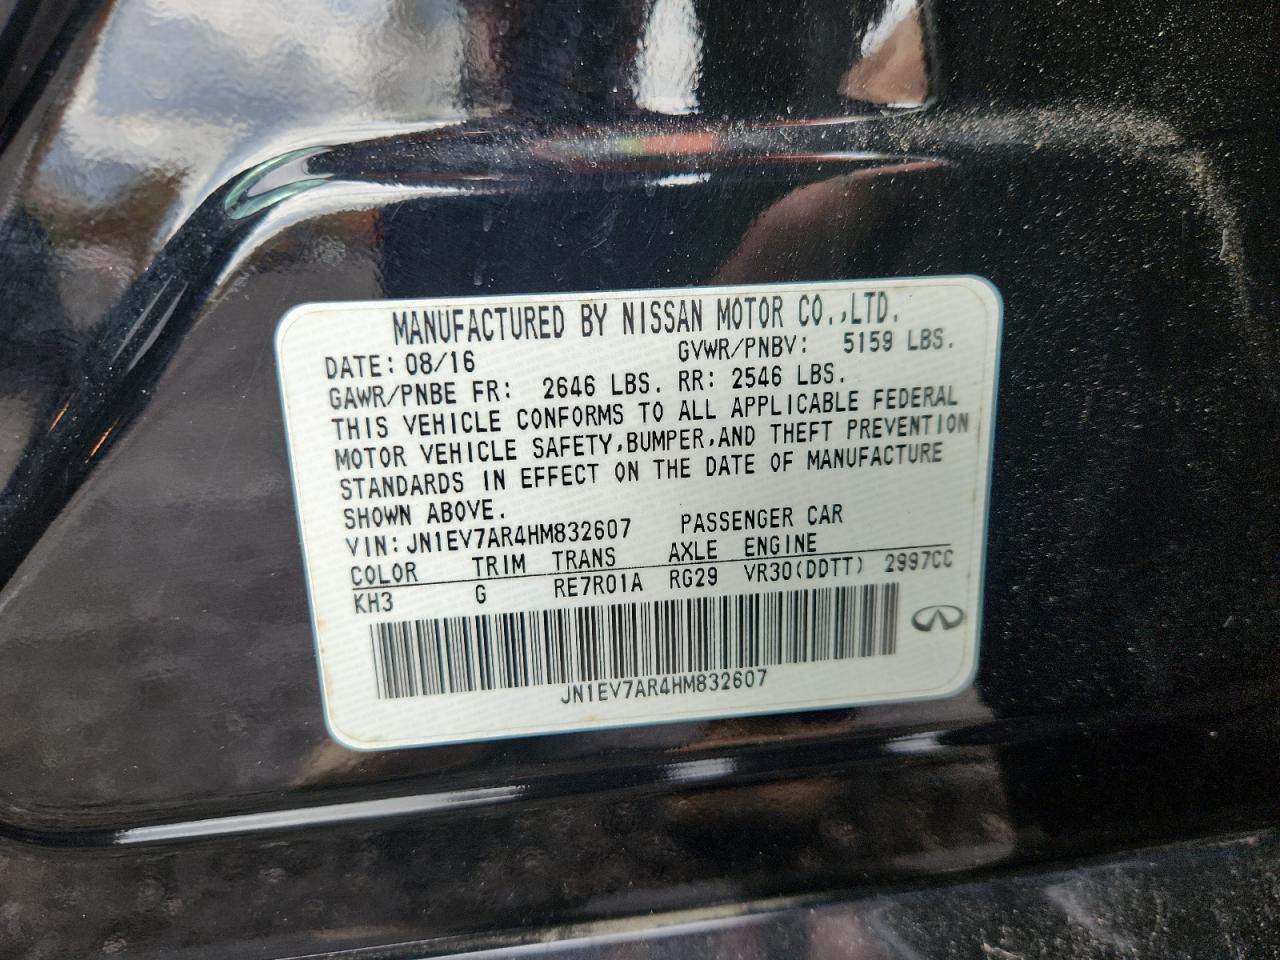 MANUFACTURED BY NISSAN MOTOR CO.,LTD.
DATE: 08/16 GVWR/PNBV: 5159 LBS.
GAWR/PNBE FR: 2646 LBS. RR: 2546 LBS.
THIS VEHICLE CONFORMS TO ALL APPLICABLE FEDERAL
MOTOR VEHICLE SAFETY,BUMPER,AND THEFT PREVENTION
STANDARDS IN EFFECT ON THE DATE OF MANUFACTURE
SHOWN ABOVE.
VIN:JN1EV7AR4HM832607 PASSENGER CAR
COLOR TRIM TRANS AXLE ENGINE
KH3 G RE7R01A RG29 VR30(DDTT) 2997CC
JN1EV7AR4HM832607